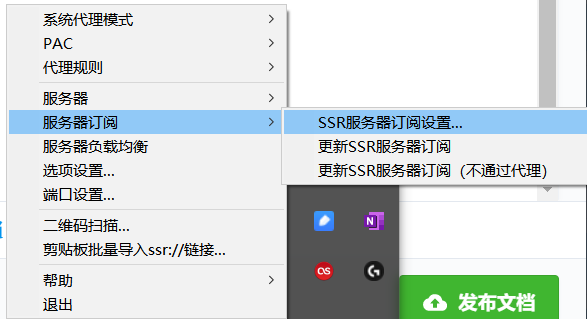 系统代理模式
PAC
代理规则
服务器
服务器订阅
SSR服务器订阅设置...
服务器负载均衡
更新SSR服务器订阅
选项设置...
更新SSR服务器订阅（不通过代理）
端口设置...
二维码扫描...
剪贴板批量导入ssr://链接...
帮助
退出
发布文档